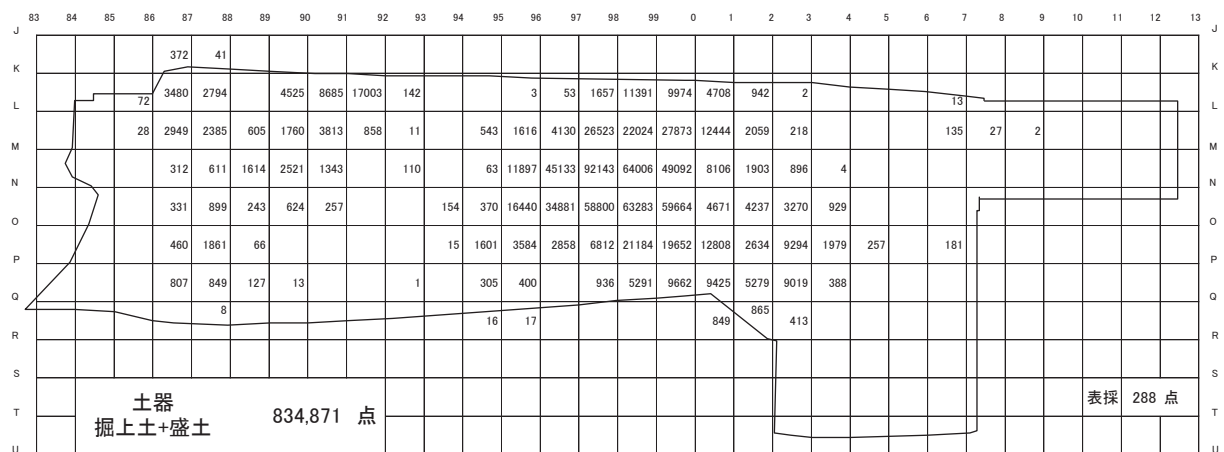 83 84 85 86 87 88 89 90 91 92 93 94 95 96 97 98 99 0 1 2 3 4 5 6 7 8 9 10 11 12 13
J J
372 41
K K
72 3480 2794 4525 8685 17003 142 3 53 1657 11391 9974 4708 942 2 13
L L
28 2949 2385 605 1760 3813 858 11 543 1616 4130 26523 22024 27873 12444 2059 218 135 27 2
M M
312 611 1614 2521 1343 110 63 11897 45133 92143 64006 49092 8106 1903 896 4
N N
331 899 243 624 257 154 370 16440 34881 58800 63283 59664 4671 4237 3270 929
O O
460 1861 66 15 1601 3584 2858 6812 21184 19652 12808 2634 9294 1979 257 181
P P
807 849 127 13 1 305 400 936 5291 9662 9425 5279 9019 388
Q Q
8 16 17 849 865 413
R R
S S
土器 834,871 点 表採 288 点
掘上土+盛土
T T
U U